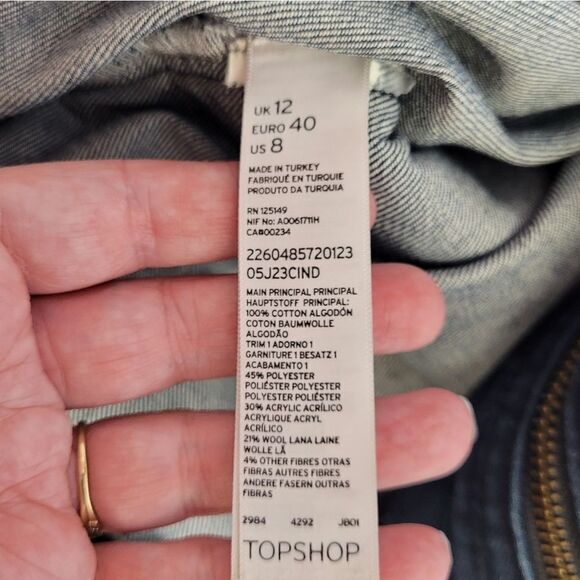 UK 12
EURO 40
US 8
MADE IN TURKEY
FABRIQUÉ EN TURQUIE
PRODUTO DA TURQUIA
RN 125149
NIF No: A0061711H
CA#00234
2260485720123
05J23CIND
MAIN PRINCIPAL PRINCIPAL
HAUPTSTOFF PRINCIPAL:
100% COTTON ALGODÓN
COTON BAUMWOLLE
ALGODÃO
TRIM 1 ADORNO 1
GARNITURE 1 BESATZ 1
ACABAMENTO 1
45% POLYESTER
POLIÉSTER POLYESTER
POLYESTER POLIÉSTER
30% ACRYLIC ACRÍLICO
ACRYLIQUE ACRYL
ACRÍLICO
21% WOOL LANA LAINE
WOLLE LÃ
4% OTHER FIBRES OTRAS
FIBRAS AUTRES FIBRES
ANDERE FASERN OUTRAS
FIBRAS
2984 4292 JB01
TOPSHOP